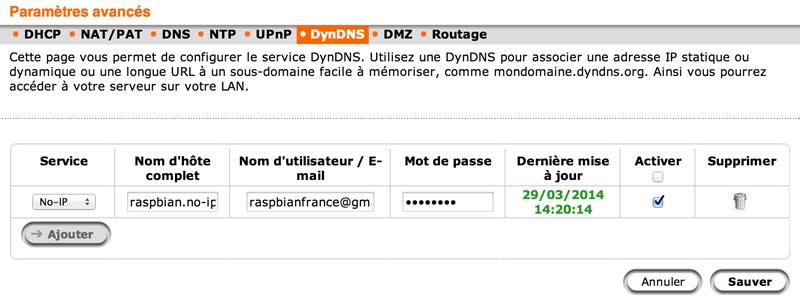 Paramètres avancés
DHCP NAT/PAT DNS NTP UPnP DynDNS DMZ Routage
Cette page vous permet de configurer le service DynDNS. Utilisez une DynDNS pour associer une adresse IP statique ou
dynamique ou une longue URL à un sous-domaine facile à mémoriser, comme mondomaine.dyndns.org. Ainsi vous pourrez
accéder à votre serveur sur votre LAN.
Service Nom d'hôte complet Nom d'utilisateur / E-mail Mot de passe Dernière mise à jour Activer Supprimer
No-IP raspbian.no-ip raspbianfrance@gm •••••••• 29/03/2014 14:20:14
Ajouter
Annuler Sauver